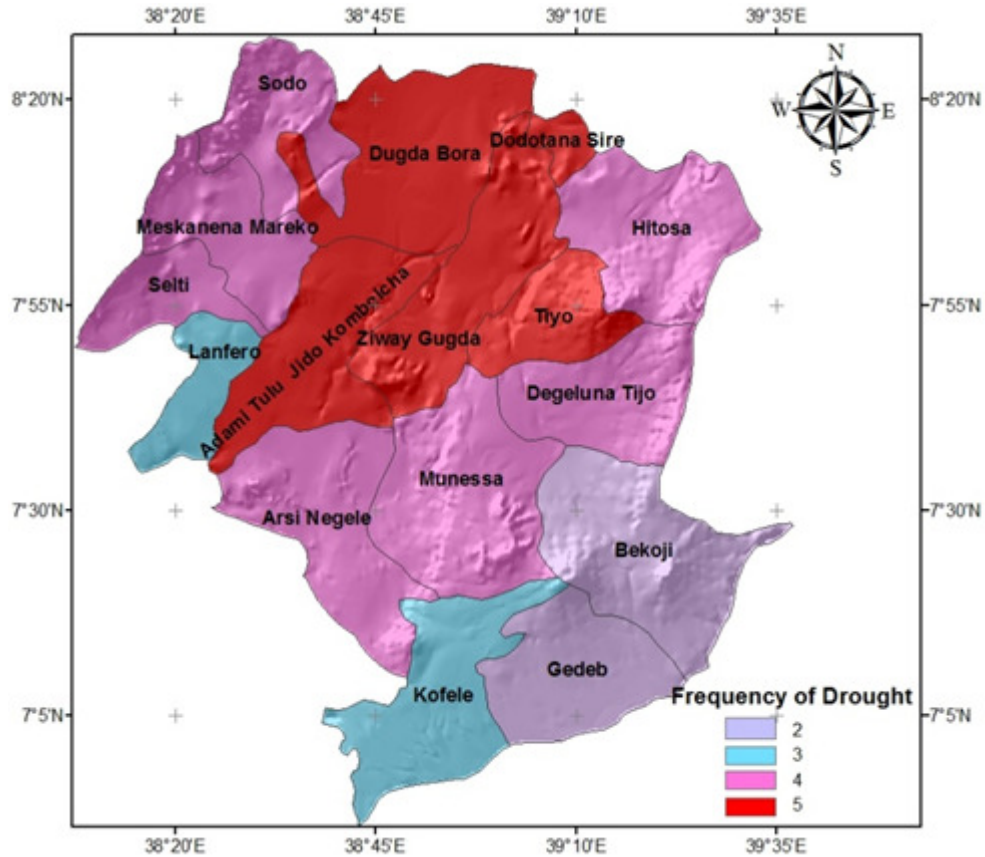 38°20'E 38°45'E 39°10'E 39°35'E
N
W E
S
8°20'N 8°20'N
Sodo
Dugda Bora
Dodotana Sire
Meskanena Mareko
Hitosa
Selti
7°55'N 7°55'N
Lanfero
Adami Tulu Jido Kombolcha
Ziway Gugda
Tiyo
Degeluna Tijo
Munessa
7°30'N 7°30'N
Arsi Negele
Bekoji
Gedeb
Kofele
7°5'N 7°5'N
Frequency of Drought
2
3
4
5
38°20'E 38°45'E 39°10'E 39°35'E